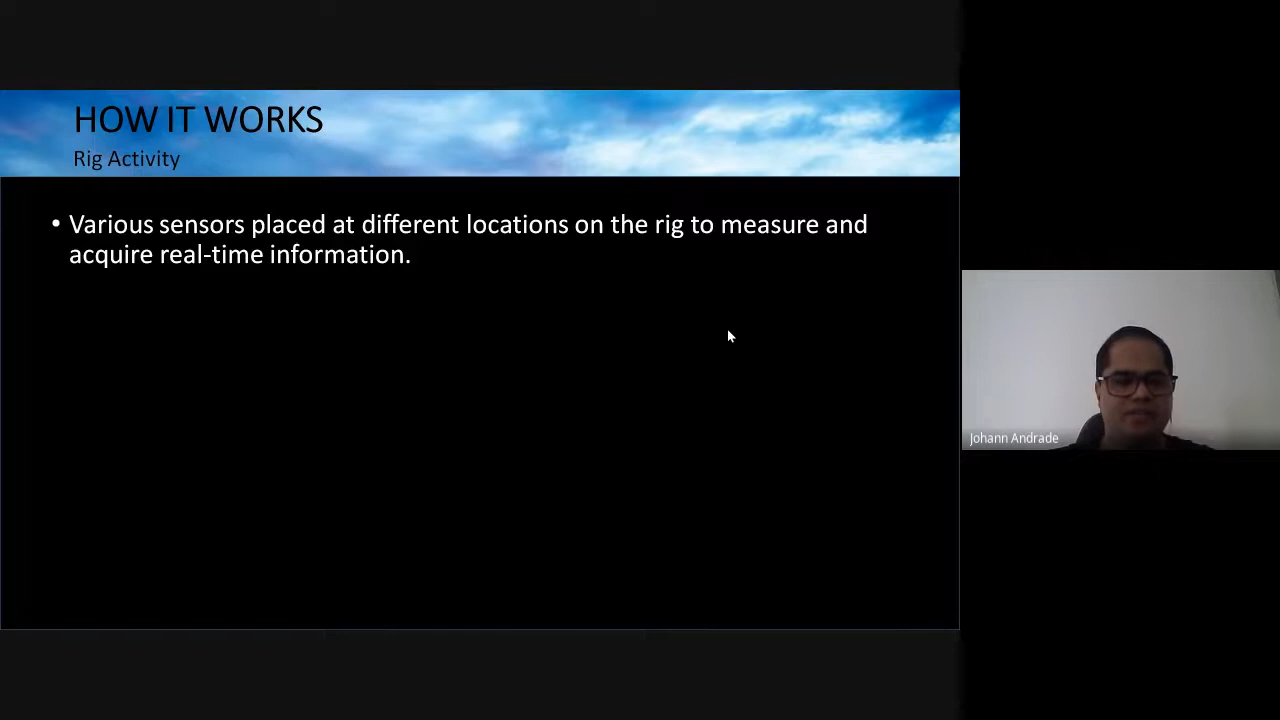 HOW IT WORKS
Rig Activity
• Various sensors placed at different locations on the rig to measure and
acquire real-time information.
Johann Andrade